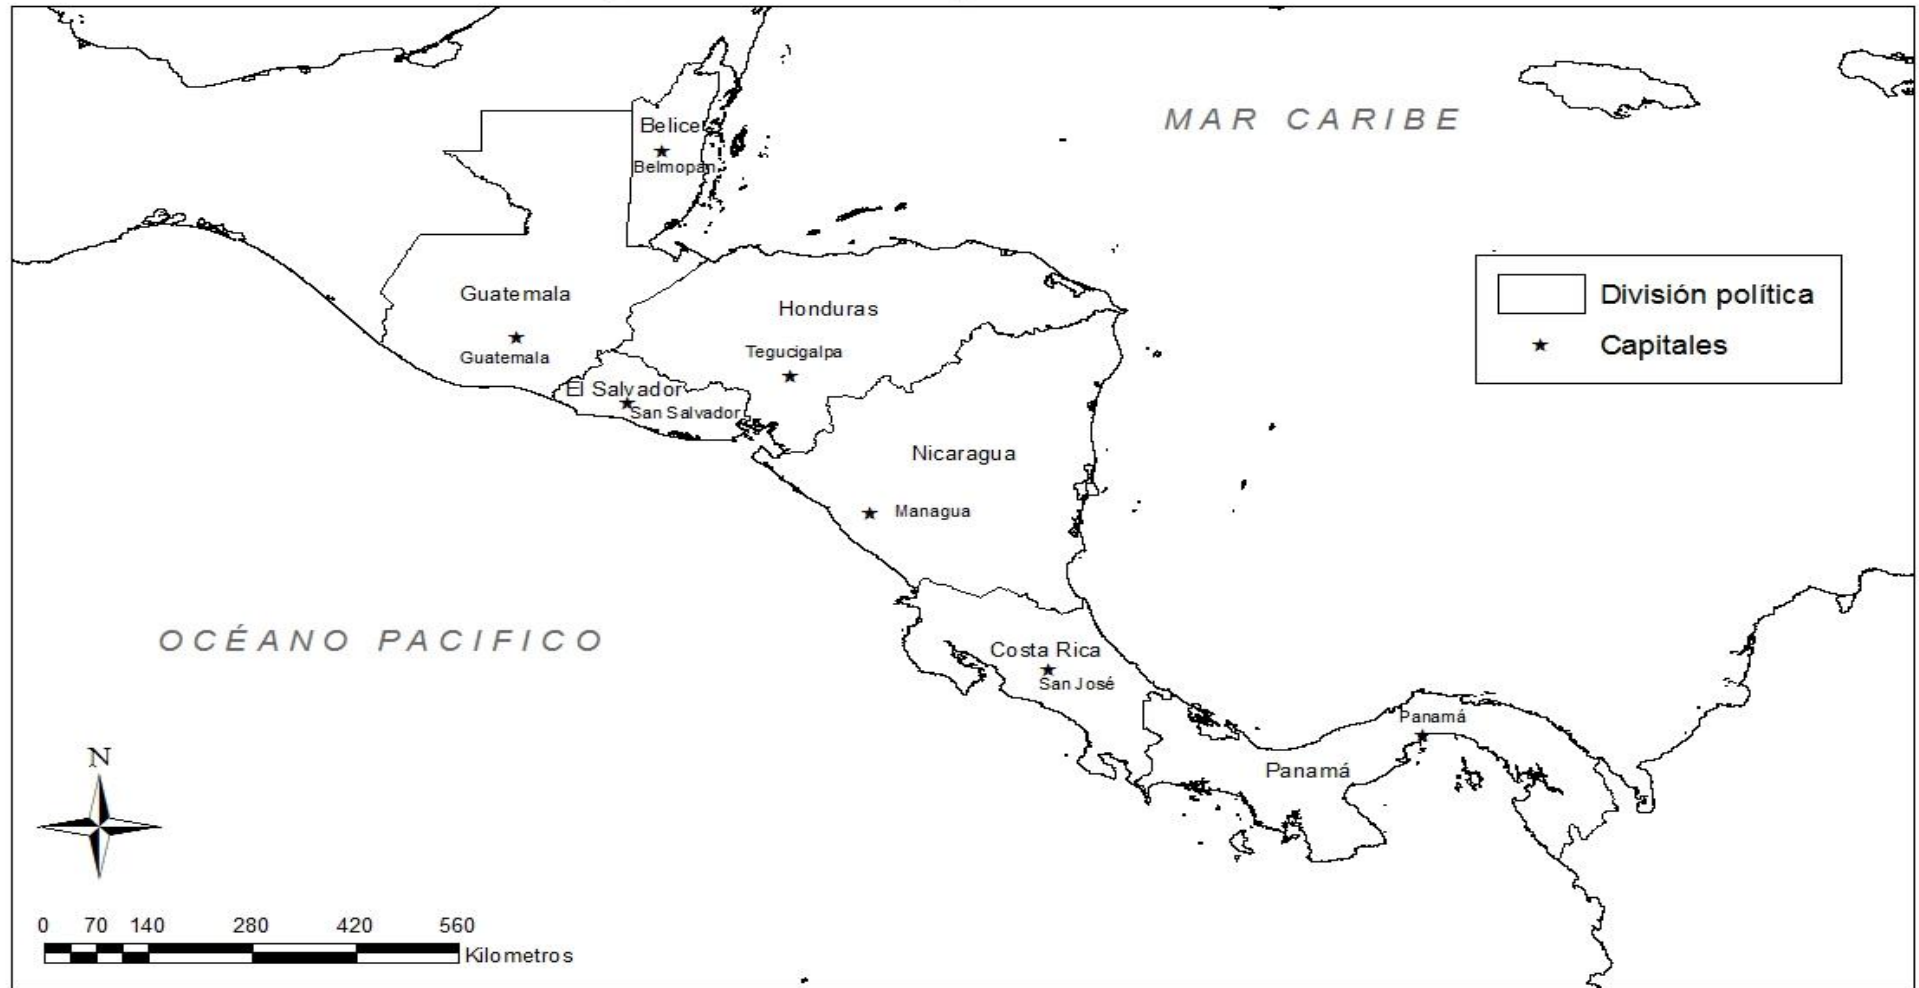 MAR CARIBE
Belice
Belmopán
Guatemala
Guatemala
Honduras
Tegucigalpa
El Salvador
San Salvador
División política
Capitales
Nicaragua
Managua
OCÉANO PACIFICO
Costa Rica
San José
Panamá
Panamá
N
0 70 140 280 420 560
Kilometros